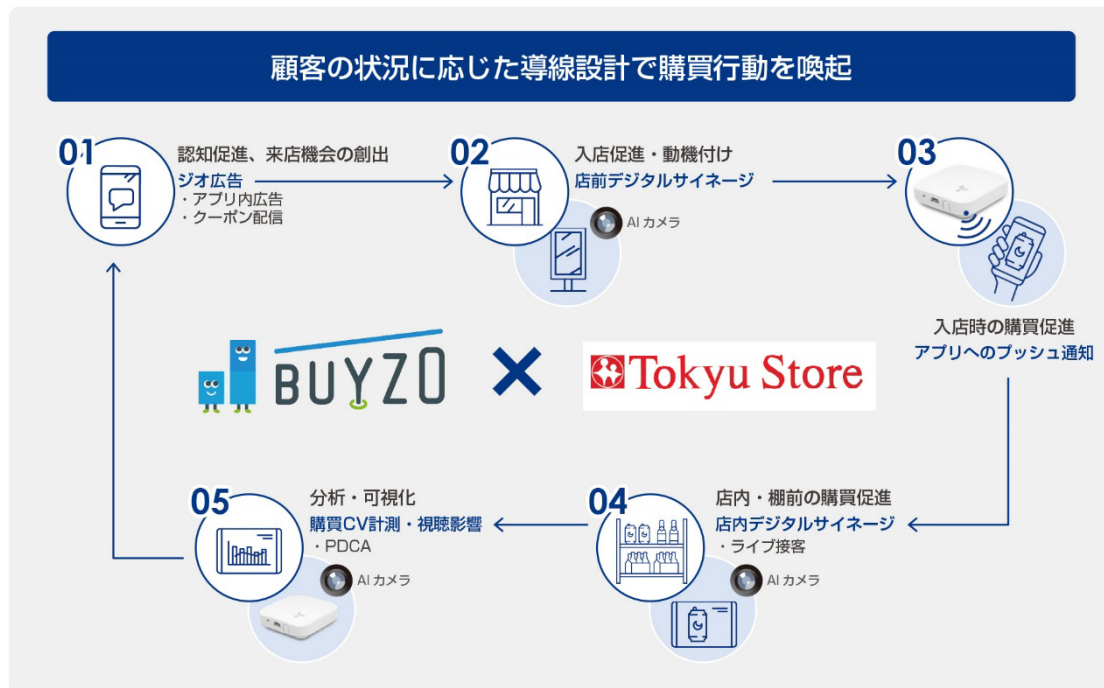 顧客の状況に応じた導線設計で購買行動を喚起
01
認知促進、来店機会の創出
ジオ広告
・アプリ内広告
・クーポン配信
02
入店促進・動機付け
店前デジタルサイネージ
AI カメラ
03
入店時の購買促進
アプリへのプッシュ通知
BUYZO
×
Tokyu Store
04
店内・棚前の購買促進
店内デジタルサイネージ
・ライブ接客
AI カメラ
05
分析・可視化
購買CV計測・視聴影響
・PDCA
AI カメラ